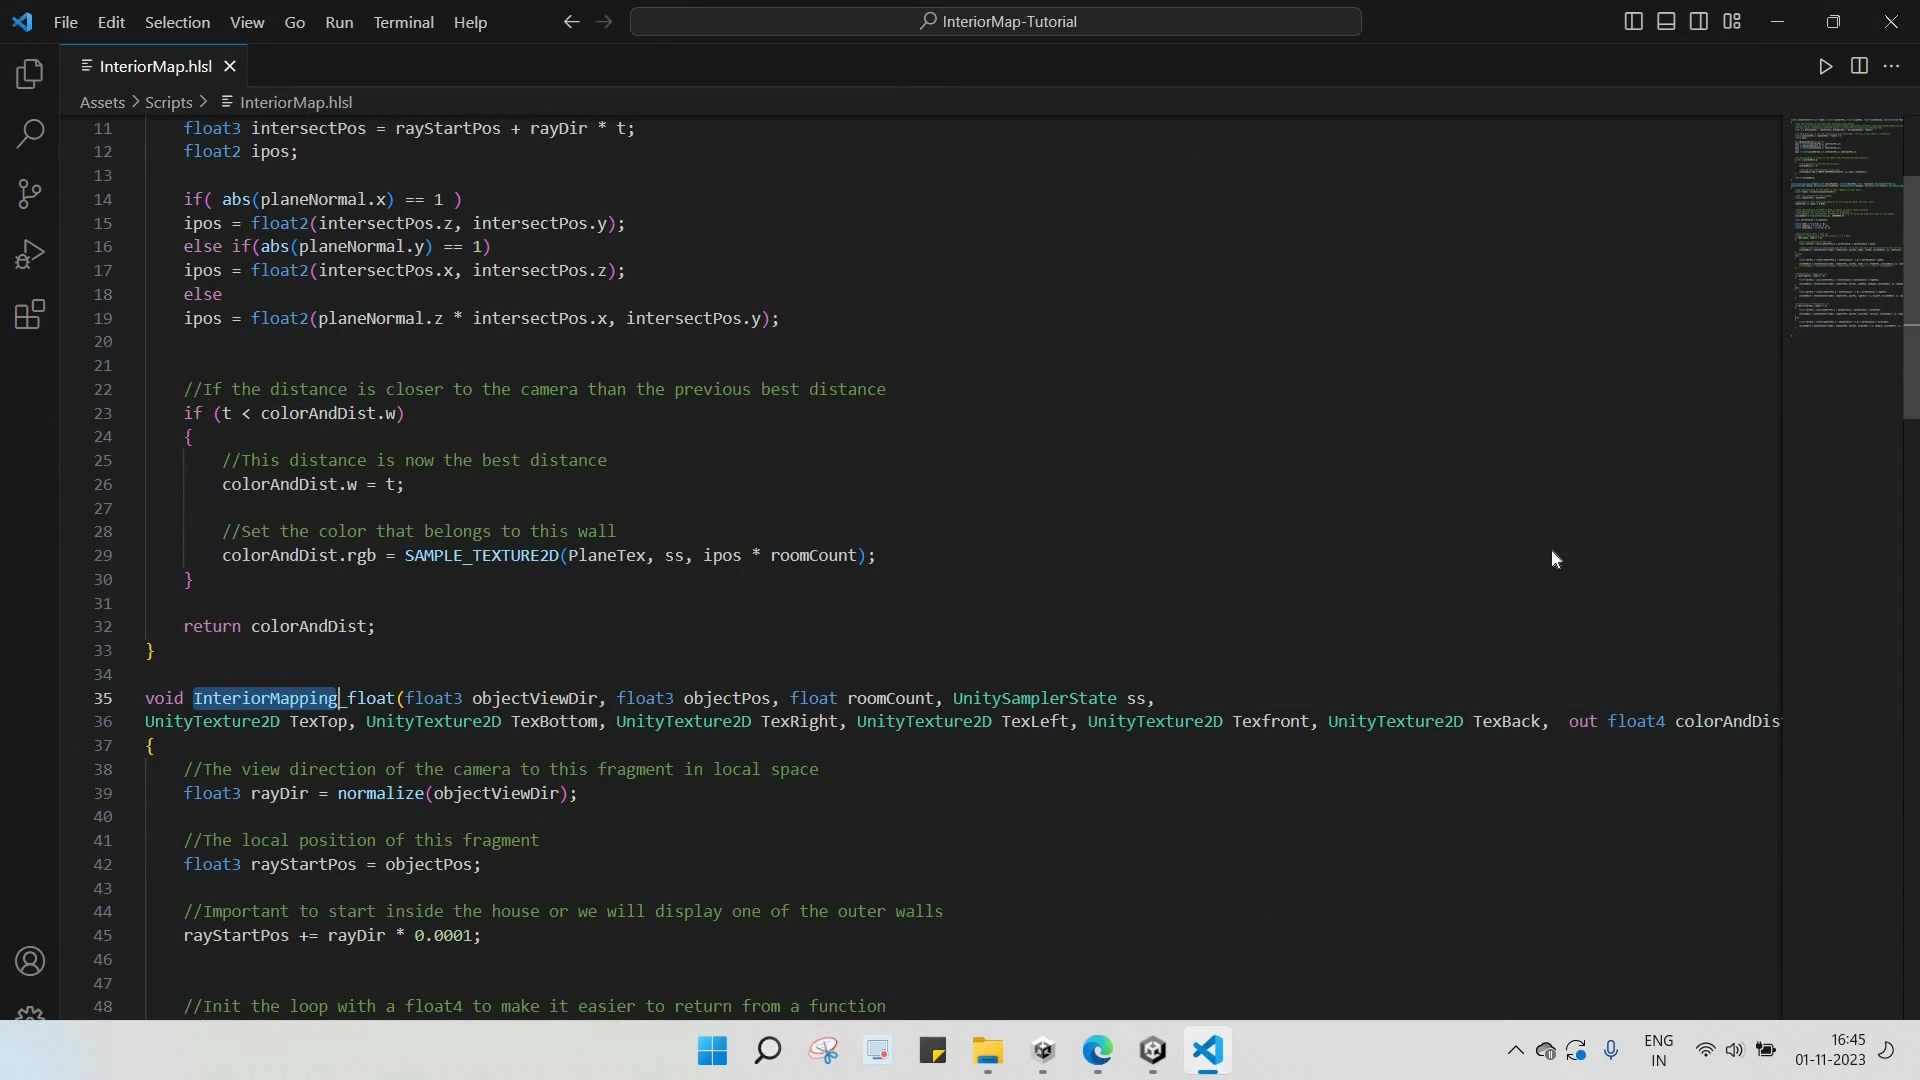 File Edit Selection View Go Run Terminal Help
InteriorMap-Tutorial
InteriorMap.hlsl
Assets > Scripts > InteriorMap.hlsl
11 float3 intersectPos = rayStartPos + rayDir * t;
12 float2 ipos;
13
14 if( abs(planeNormal.x) == 1 )
15 ipos = float2(intersectPos.z, intersectPos.y);
16 else if(abs(planeNormal.y) == 1)
17 ipos = float2(intersectPos.x, intersectPos.z);
18 else
19 ipos = float2(planeNormal.z * intersectPos.x, intersectPos.y);
20
21
22 //If the distance is closer to the camera than the previous best distance
23 if (t < colorAndDist.w)
24 {
25 //This distance is now the best distance
26 colorAndDist.w = t;
27
28 //Set the color that belongs to this wall
29 colorAndDist.rgb = SAMPLE_TEXTURE2D(PlaneTex, ss, ipos * roomCount);
30 }
31
32 return colorAndDist;
33 }
34
35 void InteriorMapping_float(float3 objectViewDir, float3 objectPos, float roomCount, UnitySamplerState ss,
36 UnityTexture2D TexTop, UnityTexture2D TexBottom, UnityTexture2D TexRight, UnityTexture2D TexLeft, UnityTexture2D Texfront, UnityTexture2D TexBack, out float4 colorAndDis
37 {
38 //The view direction of the camera to this fragment in local space
39 float3 rayDir = normalize(objectViewDir);
40
41 //The local position of this fragment
42 float3 rayStartPos = objectPos;
43
44 //Important to start inside the house or we will display one of the outer walls
45 rayStartPos += rayDir * 0.0001;
46
47
48 //Init the loop with a float4 to make it easier to return from a function
ENG
IN
16:45
01-11-2023